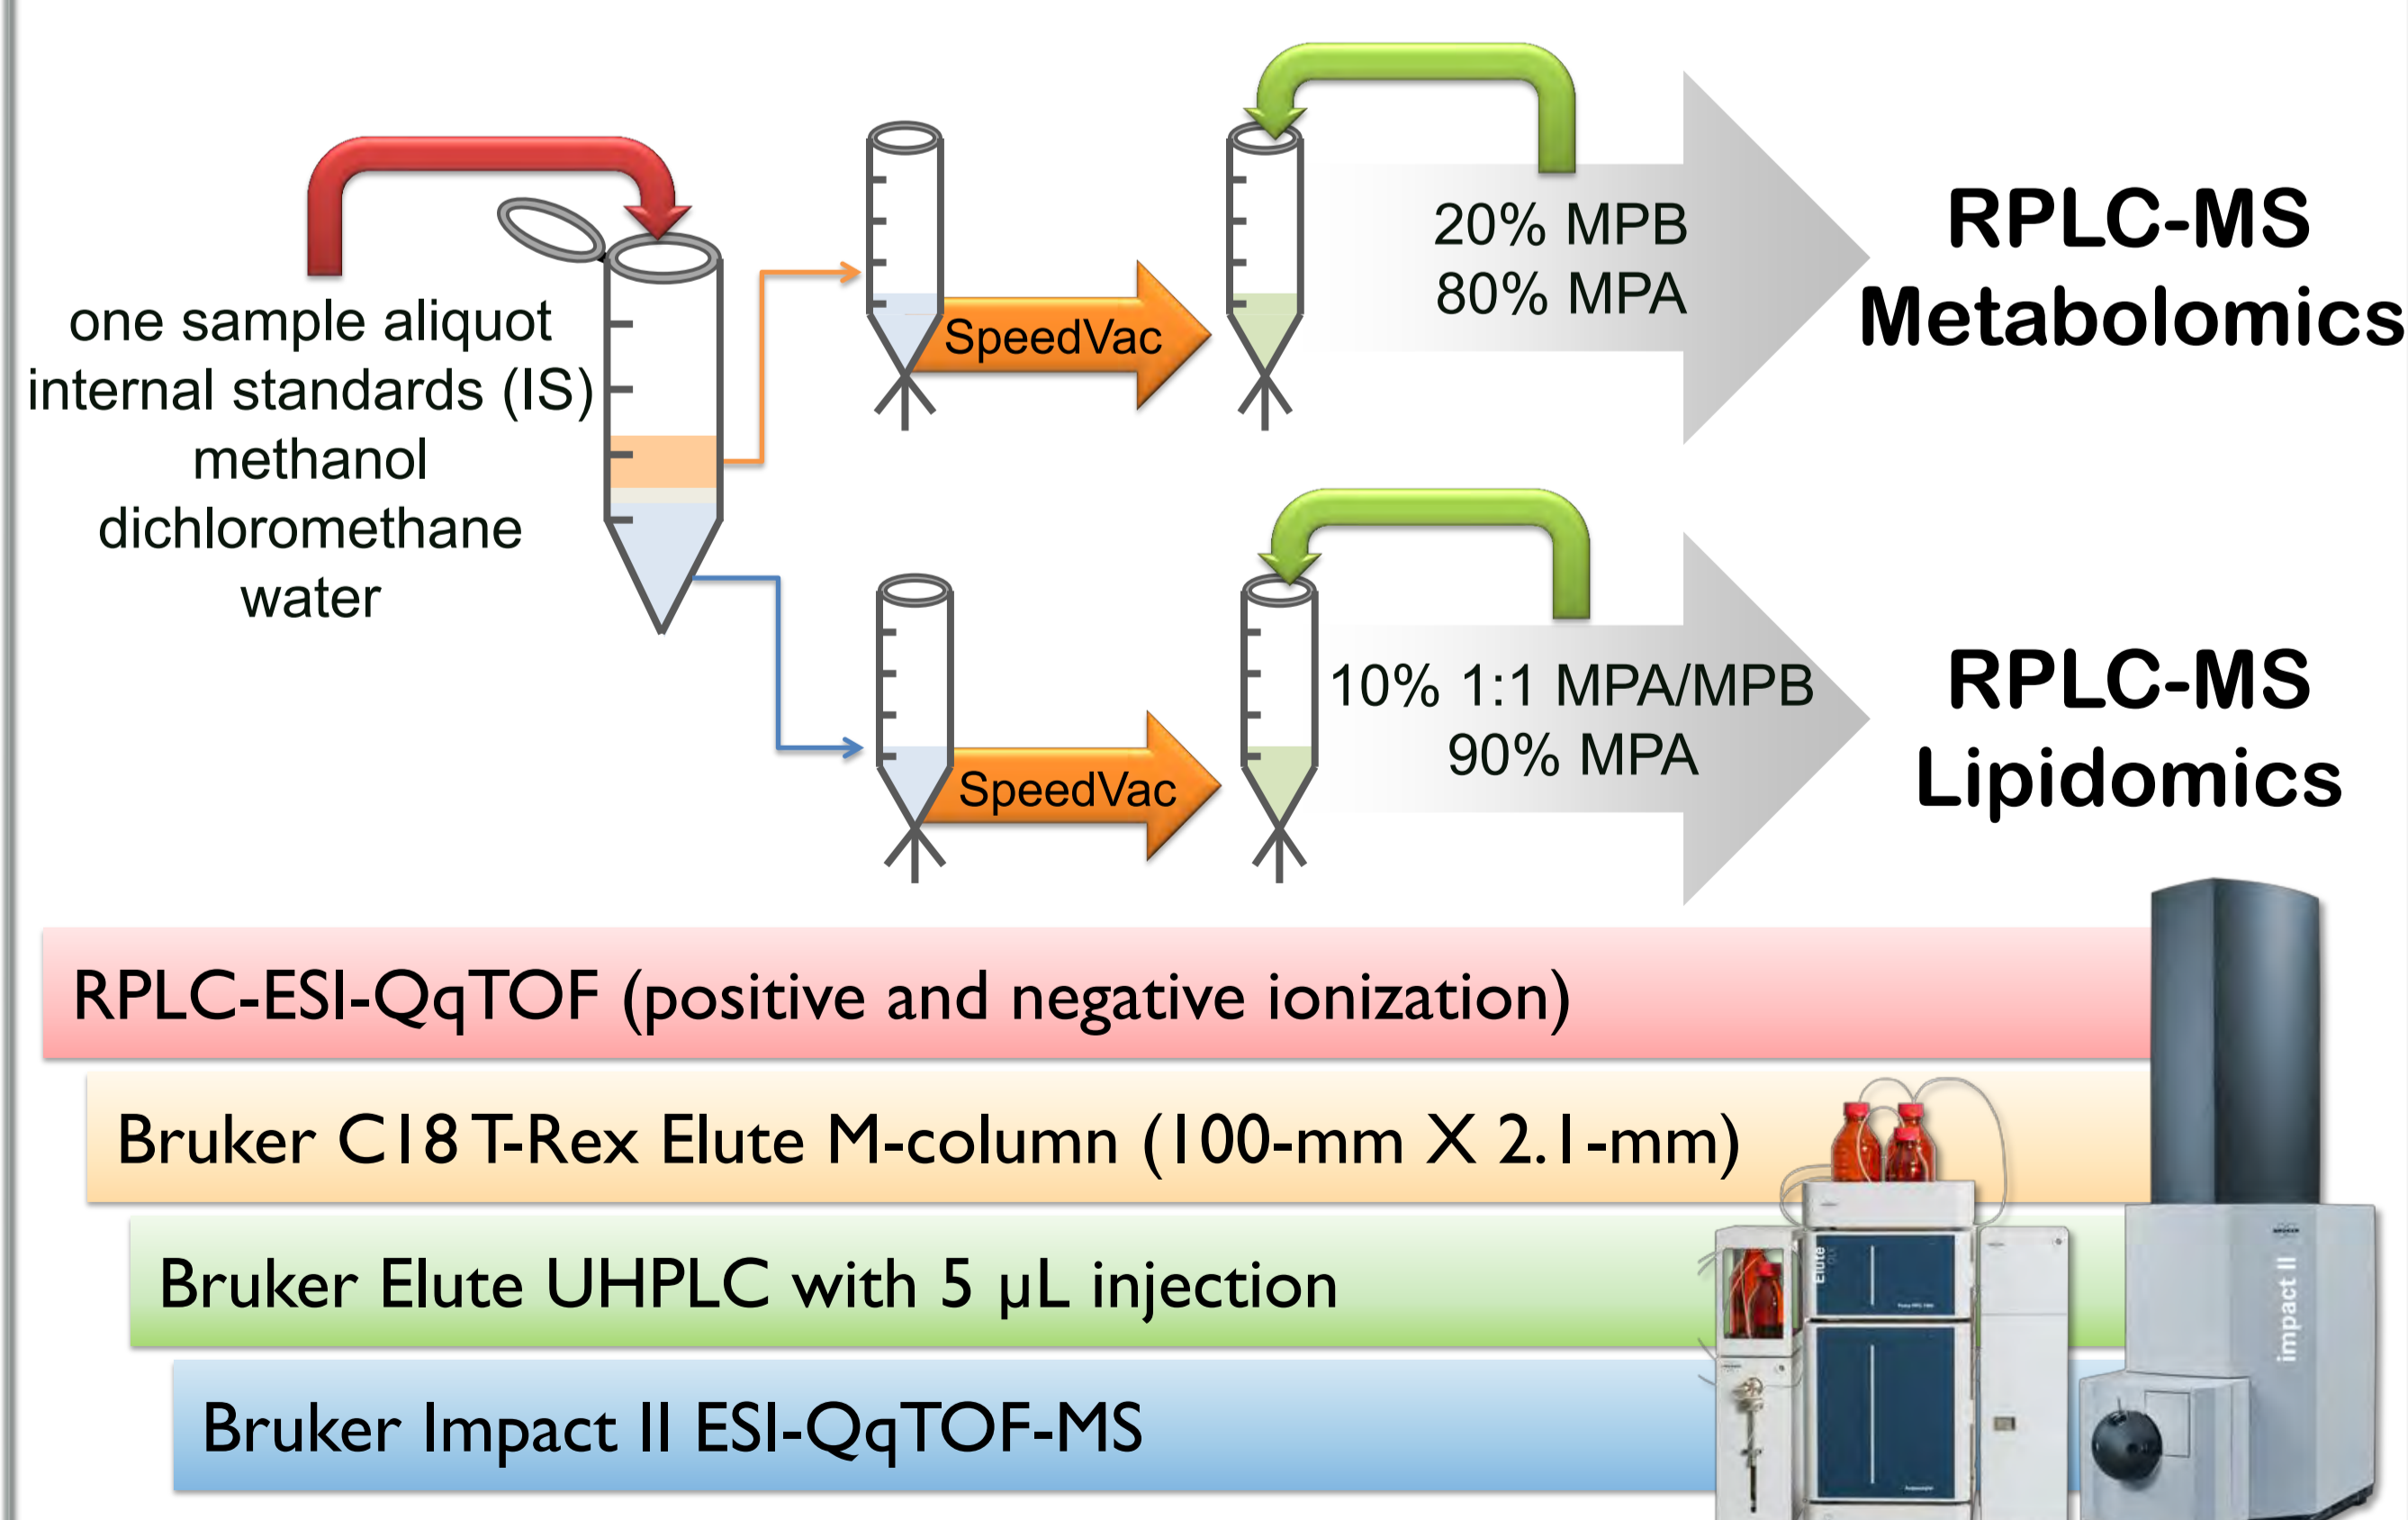 one sample aliquot
internal standards (IS)
methanol
dichloromethane
water
SpeedVac
20% MPB
80% MPA
RPLC-MS
Metabolomics
SpeedVac
10% 1:1 MPA/MPB
90% MPA
RPLC-MS
Lipidomics
RPLC-ESI-QqTOF (positive and negative ionization)
Bruker C18 T-Rex Elute M-column (100-mm X 2.1-mm)
Bruker Elute UHPLC with 5 µL injection
Bruker Impact II ESI-QqTOF-MS
Elute
impact II